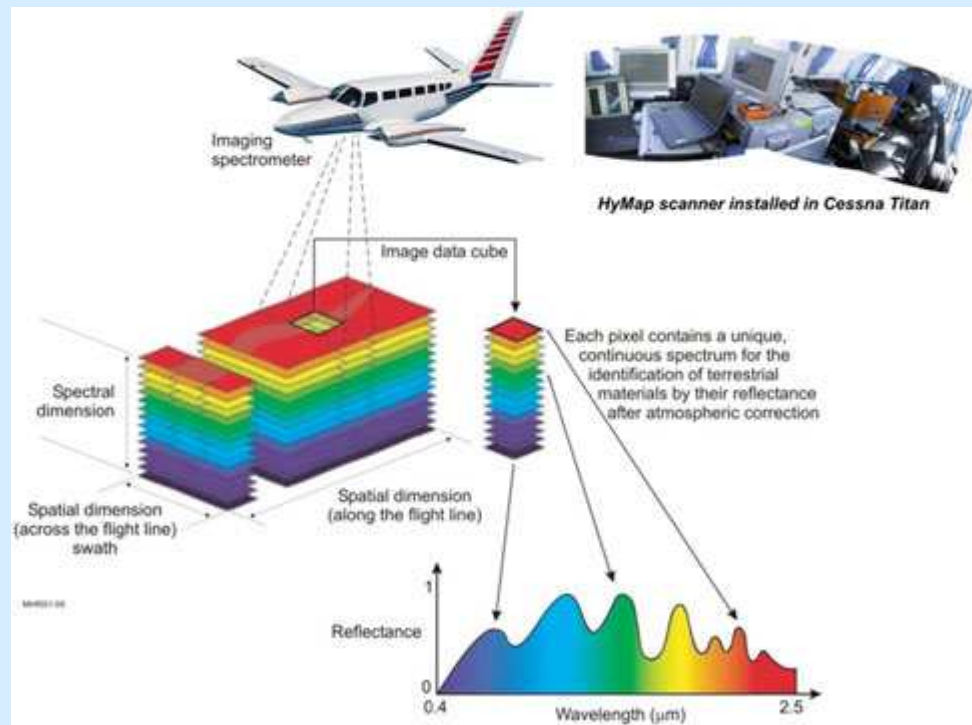 Imaging
spectrometer
HyMap scanner installed in Cessna Titan
Image data cube
Each pixel contains a unique,
continuous spectrum for the
identification of terrestrial
materials by their reflectance
after atmospheric correction
Spectral
dimension
Spatial dimension
(across the flight line)
swath
Spatial dimension
(along the flight line)
1
Reflectance
0
0.4
Wavelength (µm)
2.5